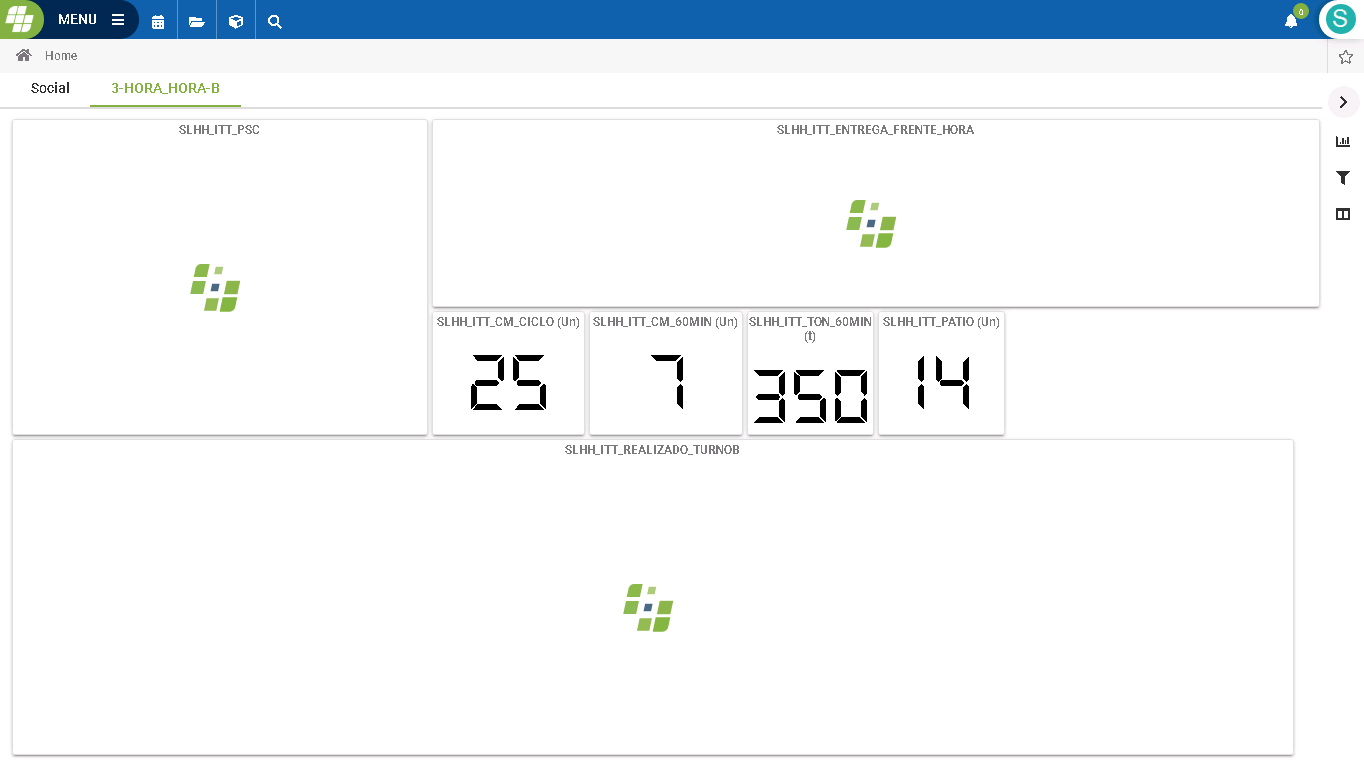 MENU
0
S
Home
Social
3-HORA_HORA-B
SLHH_ITT_PSC
SLHH_ITT_ENTREGA_FRENTE_HORA
SLHH_ITT_CM_CICLO (Un)
25
SLHH_ITT_CM_60MIN (Un)
7
SLHH_ITT_TON_60MIN
(t)
350
SLHH_ITT_PATIO (Un)
14
SLHH_ITT_REALIZADO_TURNOB